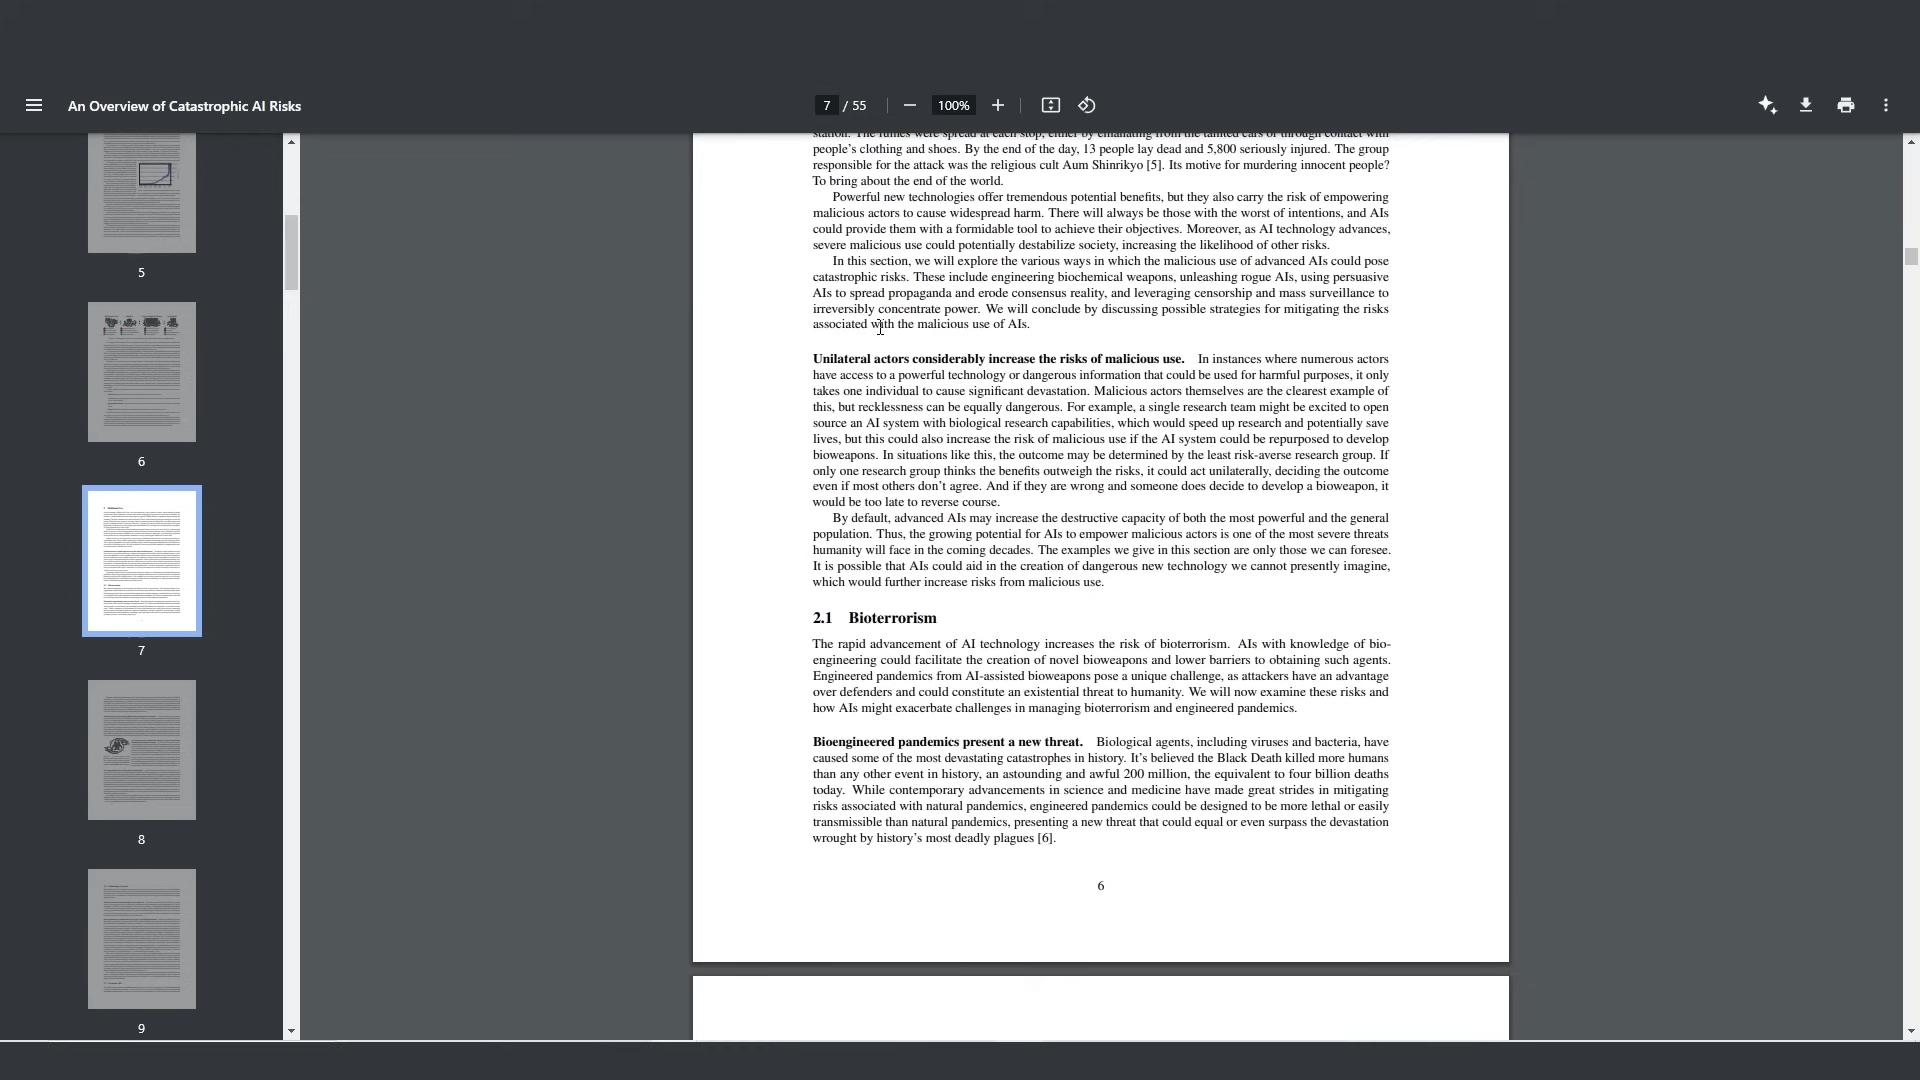 An Overview of Catastrophic AI Risks
7 / 55
100%
5
6
7
8
9
station. The fumes were spread at each stop, either by emanating from the tainted cars or through contact with
people's clothing and shoes. By the end of the day, 13 people lay dead and 5,800 seriously injured. The group
responsible for the attack was the religious cult Aum Shinrikyo [5]. Its motive for murdering innocent people?
To bring about the end of the world.
Powerful new technologies offer tremendous potential benefits, but they also carry the risk of empowering
malicious actors to cause widespread harm. There will always be those with the worst of intentions, and AIs
could provide them with a formidable tool to achieve their objectives. Moreover, as AI technology advances,
severe malicious use could potentially destabilize society, increasing the likelihood of other risks.
In this section, we will explore the various ways in which the malicious use of advanced AIs could pose
catastrophic risks. These include engineering biochemical weapons, unleashing rogue AIs, using persuasive
AIs to spread propaganda and erode consensus reality, and leveraging censorship and mass surveillance to
irreversibly concentrate power. We will conclude by discussing possible strategies for mitigating the risks
associated with the malicious use of AIs.
Unilateral actors considerably increase the risks of malicious use. In instances where numerous actors
have access to a powerful technology or dangerous information that could be used for harmful purposes, it only
takes one individual to cause significant devastation. Malicious actors themselves are the clearest example of
this, but recklessness can be equally dangerous. For example, a single research team might be excited to open
source an AI system with biological research capabilities, which would speed up research and potentially save
lives, but this could also increase the risk of malicious use if the AI system could be repurposed to develop
bioweapons. In situations like this, the outcome may be determined by the least risk-averse research group. If
only one research group thinks the benefits outweigh the risks, it could act unilaterally, deciding the outcome
even if most others don't agree. And if they are wrong and someone does decide to develop a bioweapon, it
would be too late to reverse course.
By default, advanced AIs may increase the destructive capacity of both the most powerful and the general
population. Thus, the growing potential for AIs to empower malicious actors is one of the most severe threats
humanity will face in the coming decades. The examples we give in this section are only those we can foresee.
It is possible that AIs could aid in the creation of dangerous new technology we cannot presently imagine,
which would further increase risks from malicious use.
2.1 Bioterrorism
The rapid advancement of AI technology increases the risk of bioterrorism. AIs with knowledge of bio-
engineering could facilitate the creation of novel bioweapons and lower barriers to obtaining such agents.
Engineered pandemics from AI-assisted bioweapons pose a unique challenge, as attackers have an advantage
over defenders and could constitute an existential threat to humanity. We will now examine these risks and
how AIs might exacerbate challenges in managing bioterrorism and engineered pandemics.
Bioengineered pandemics present a new threat. Biological agents, including viruses and bacteria, have
caused some of the most devastating catastrophes in history. It's believed the Black Death killed more humans
than any other event in history, an astounding and awful 200 million, the equivalent to four billion deaths
today. While contemporary advancements in science and medicine have made great strides in mitigating
risks associated with natural pandemics, engineered pandemics could be designed to be more lethal or easily
transmissible than natural pandemics, presenting a new threat that could equal or even surpass the devastation
wrought by history's most deadly plagues [6].
6